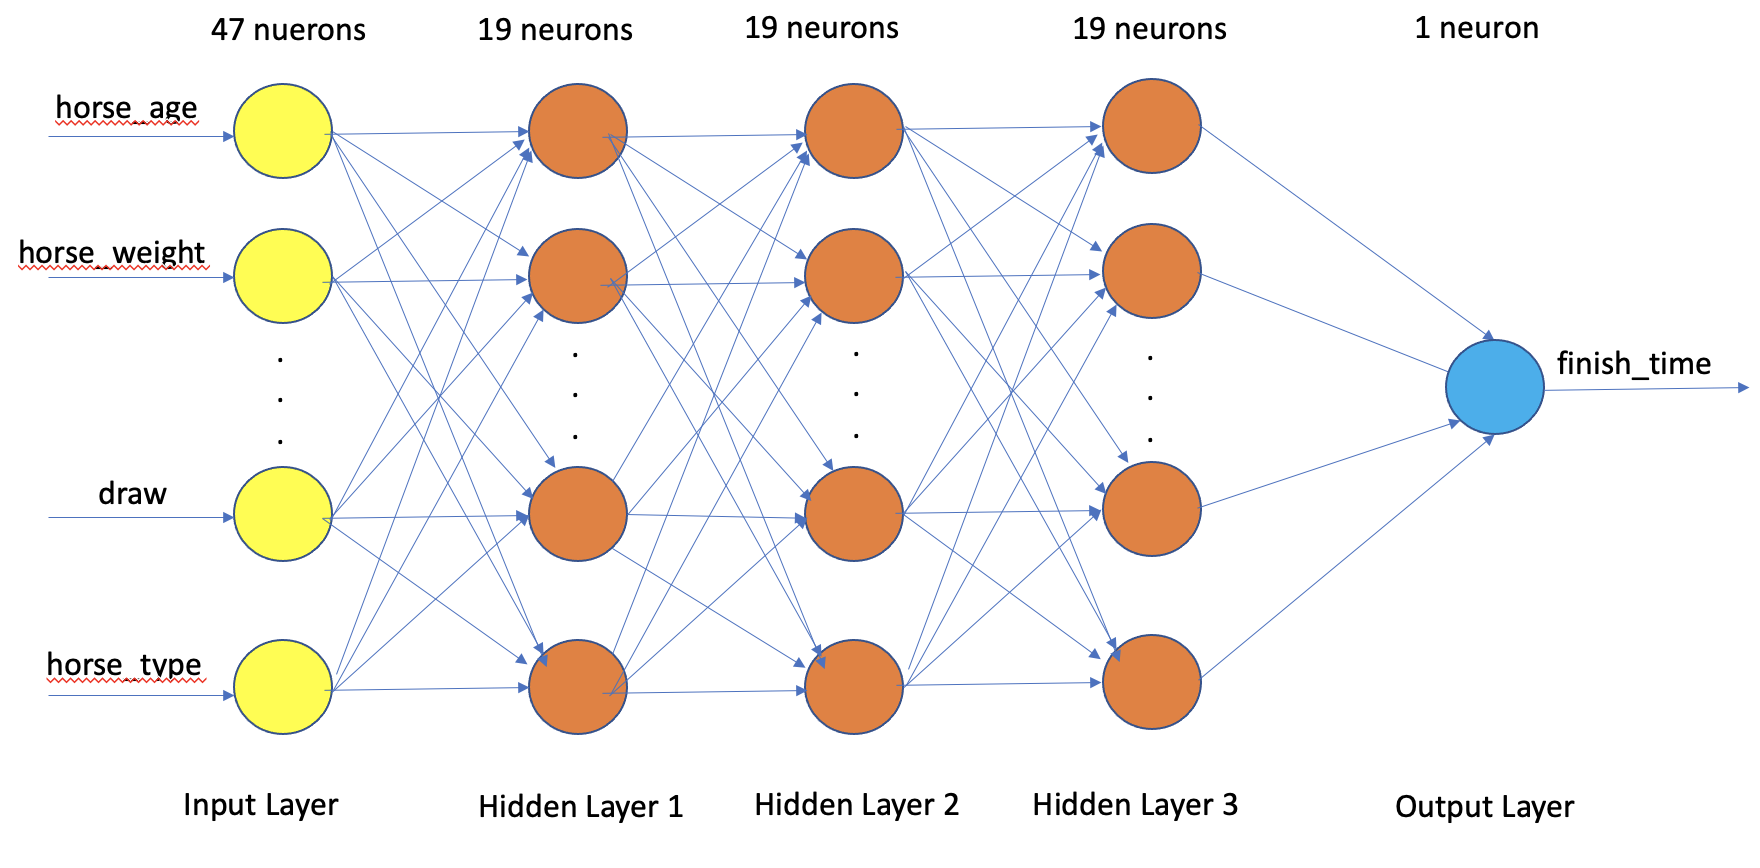 47 nuerons
19 neurons
19 neurons
19 neurons
1 neuron
horse_age
horse_weight
finish_time
draw
horse_type
Input Layer
Hidden Layer 1
Hidden Layer 2
Hidden Layer 3
Output Layer